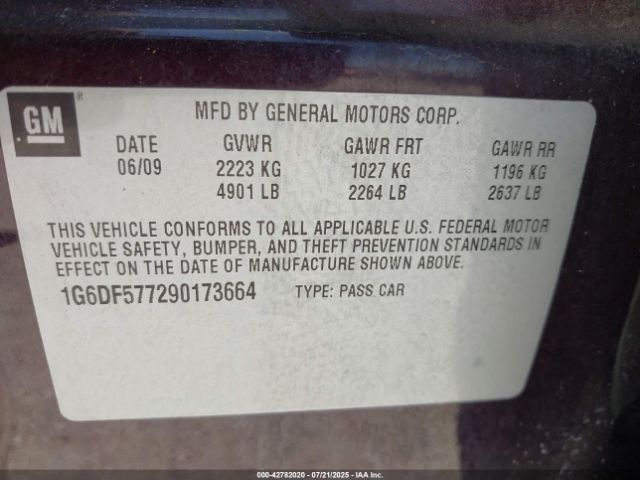 GM
MFD BY GENERAL MOTORS CORP.
DATE GVWR GAWR FRT GAWR RR
06/09 2223 KG 1027 KG 1196 KG
4901 LB 2264 LB 2637 LB
THIS VEHICLE CONFORMS TO ALL APPLICABLE U.S. FEDERAL MOTOR
VEHICLE SAFETY, BUMPER, AND THEFT PREVENTION STANDARDS IN
EFFECT ON THE DATE OF MANUFACTURE SHOWN ABOVE.
1G6DF577290173664 TYPE: PASS CAR
000-42782020 - 07/21/2025 - IAAI.COM